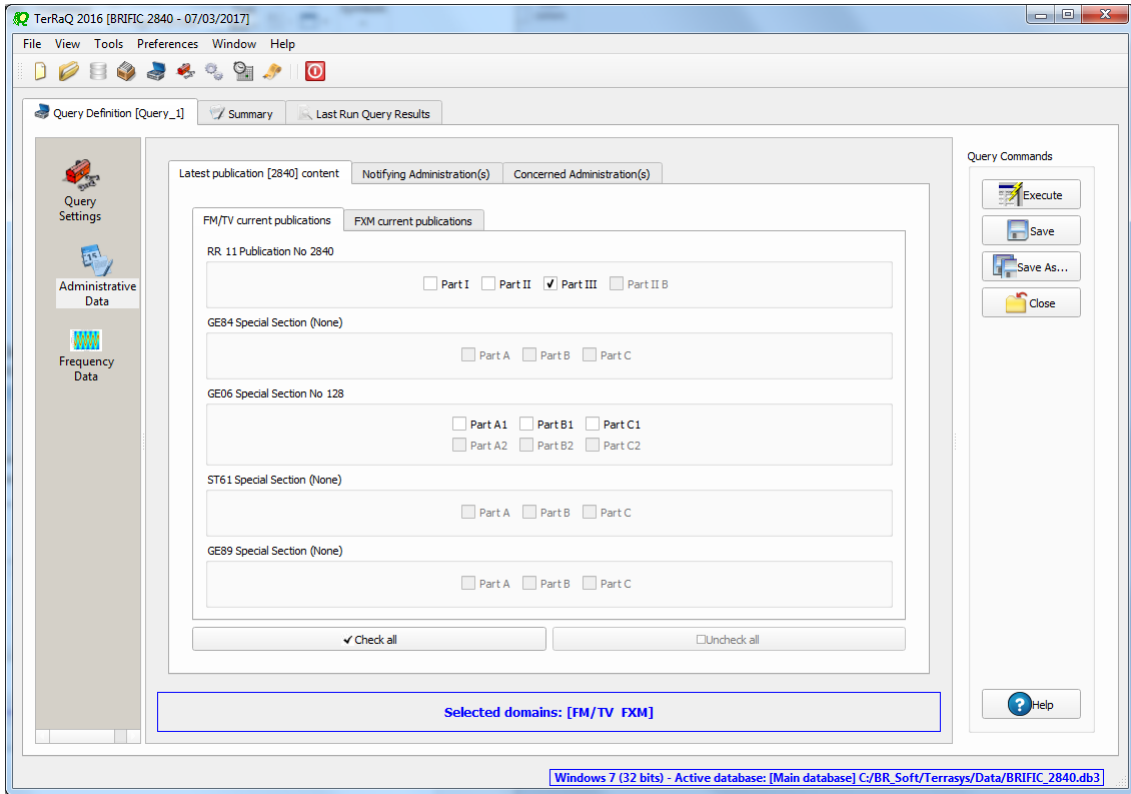 TerRaQ 2016 [BRIFIC 2840 - 07/03/2017]
File View Tools Preferences Window Help
Query Definition [Query_1] Summary Last Run Query Results
Query Settings
Administrative Data
Frequency Data
Latest publication [2840] content Notifying Administration(s) Concerned Administration(s)
FM/TV current publications FXM current publications
RR 11 Publication No 2840
Part I Part II Part III Part II B
GE84 Special Section (None)
Part A Part B Part C
GE06 Special Section No 128
Part A1 Part B1 Part C1
Part A2 Part B2 Part C2
ST61 Special Section (None)
Part A Part B Part C
GE89 Special Section (None)
Part A Part B Part C
Check all Uncheck all
Selected domains: [FM/TV FXM]
Query Commands
Execute
Save
Save As...
Close
Help
Windows 7 (32 bits) - Active database: [Main database] C:/BR_Soft/Terrasys/Data/BRIFIC_2840.db3